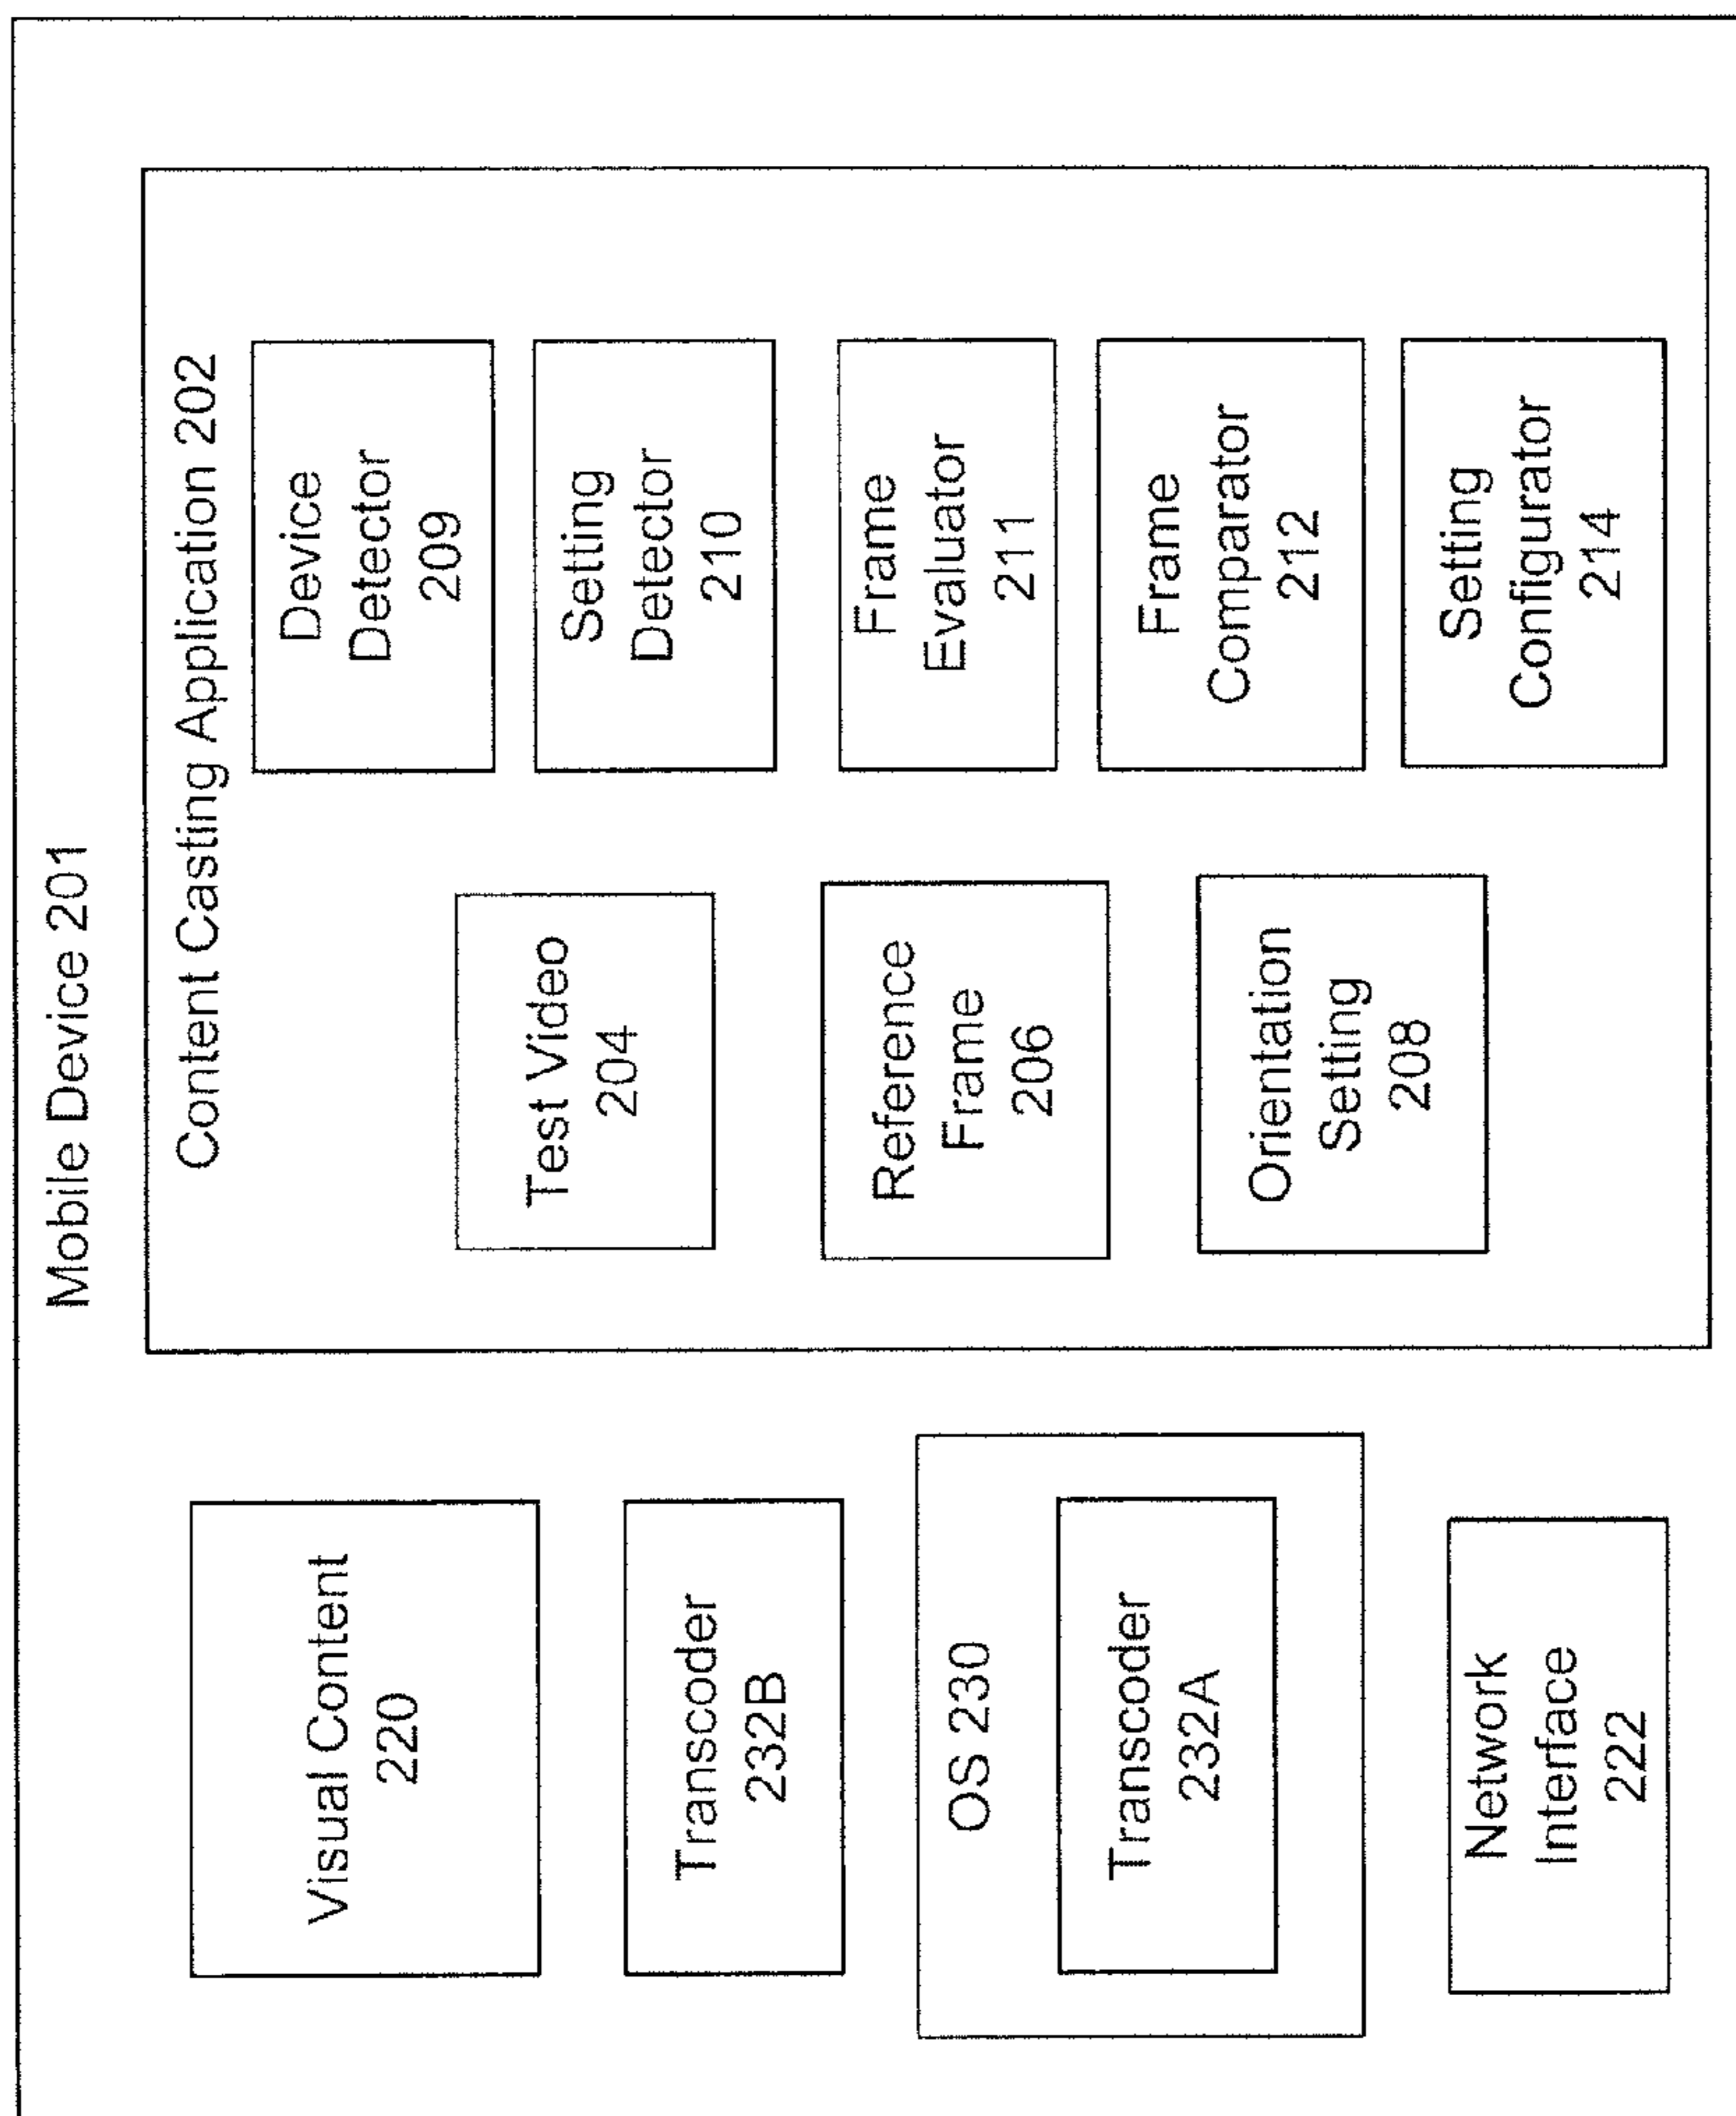 Mobile Device 201
Visual Content
220
Transcoder
232B
OS 230
Transcoder
232A
Network
Interface
222
Content Casting Application 202
Test Video
204
Reference
Frame
206
Orientation
Setting
208
Device
Detector
209
Setting
Detector
210
Frame
Evaluator
211
Frame
Comparator
212
Setting
Configurator
214